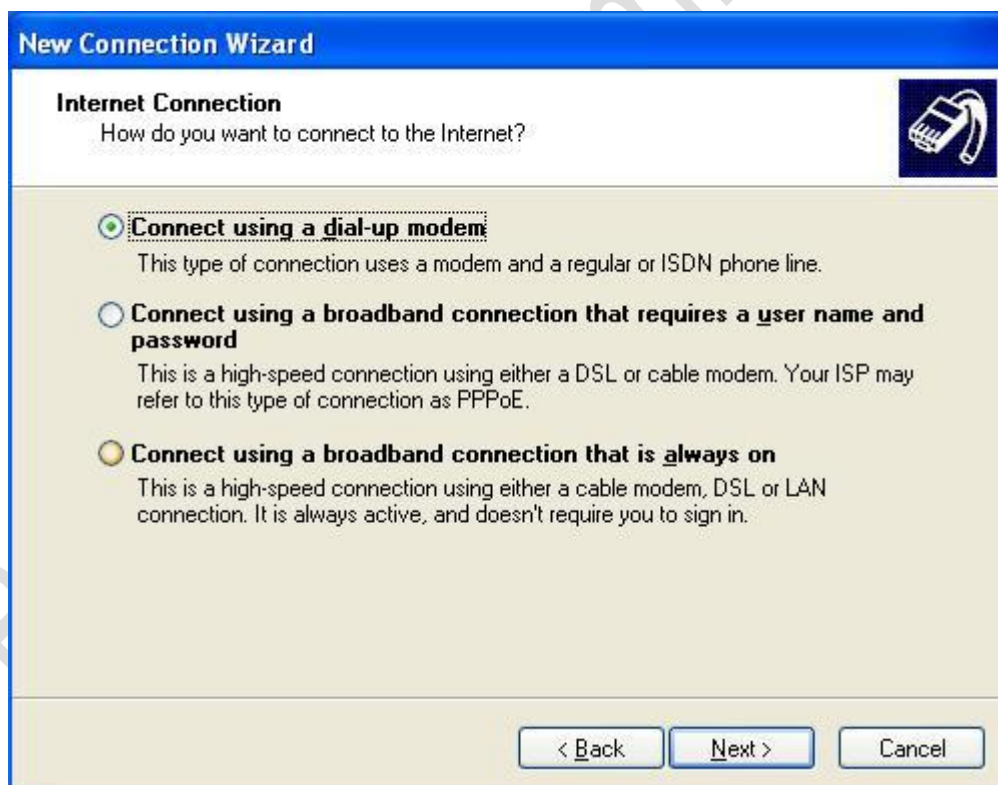 New Connection Wizard
Internet Connection
How do you want to connect to the Internet?
Connect using a dial-up modem
This type of connection uses a modem and a regular or ISDN phone line.
Connect using a broadband connection that requires a user name and
password
This is a high-speed connection using either a DSL or cable modem. Your ISP may
refer to this type of connection as PPPoE.
Connect using a broadband connection that is always on
This is a high-speed connection using either a cable modem, DSL or LAN
connection. It is always active, and doesn't require you to sign in.
< Back
Next >
Cancel